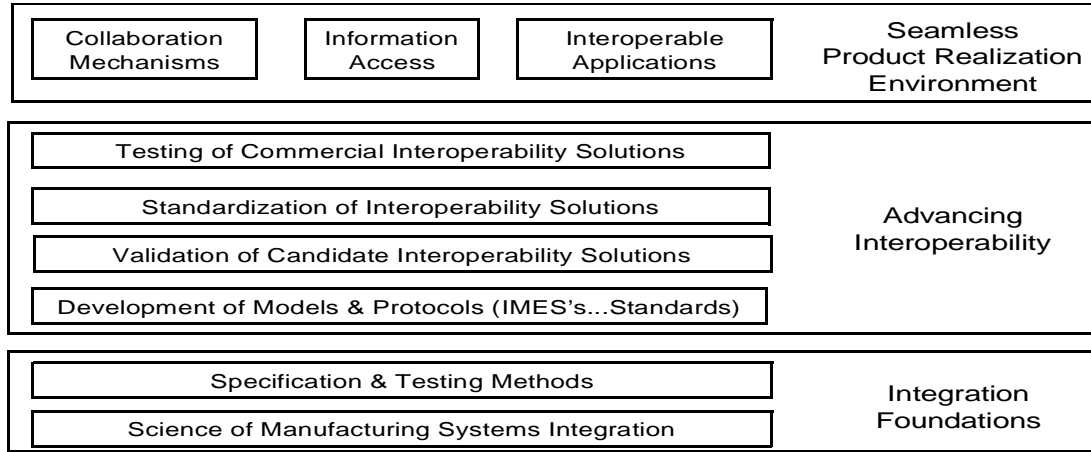 Collaboration
Mechanisms
Information
Access
Interoperable
Applications
Seamless
Product Realization
Environment
Testing of Commercial Interoperability Solutions
Standardization of Interoperability Solutions
Validation of Candidate Interoperability Solutions
Development of Models & Protocols (IMES's...Standards)
Advancing
Interoperability
Specification & Testing Methods
Science of Manufacturing Systems Integration
Integration
Foundations